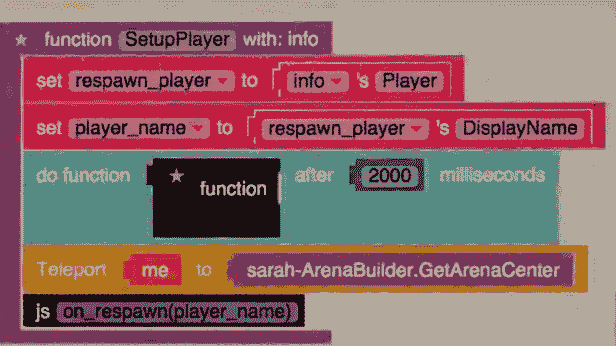 function SetupPlayer with: info
set respawn_player to info 's Player
set player_name to respawn_player 's DisplayName
do function function after 2000 milliseconds
Teleport me to sarah-ArenaBuilder.GetArenaCenter
js on_respawn(player_name)